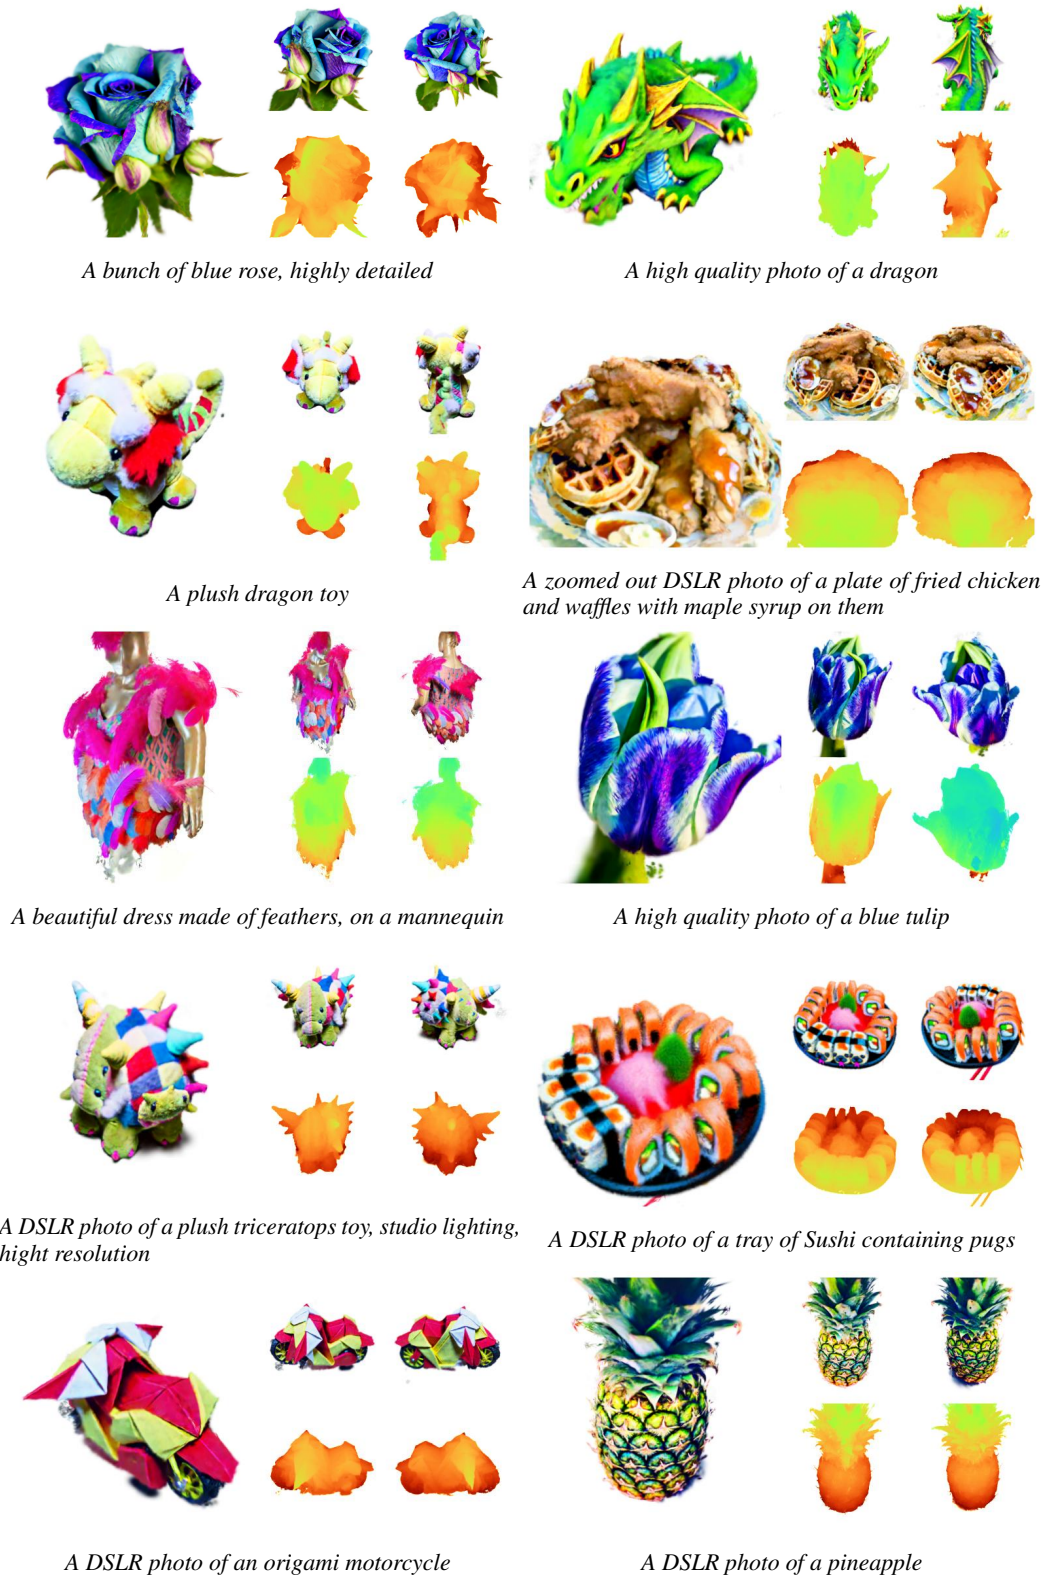 A bunch of blue rose, highly detailed
A high quality photo of a dragon
A plush dragon toy
A zoomed out DSLR photo of a plate of fried chicken
and waffles with maple syrup on them
A beautiful dress made of feathers, on a mannequin
A high quality photo of a blue tulip
A DSLR photo of a plush triceratops toy, studio lighting,
hight resolution
A DSLR photo of a tray of Sushi containing pugs
A DSLR photo of an origami motorcycle
A DSLR photo of a pineapple